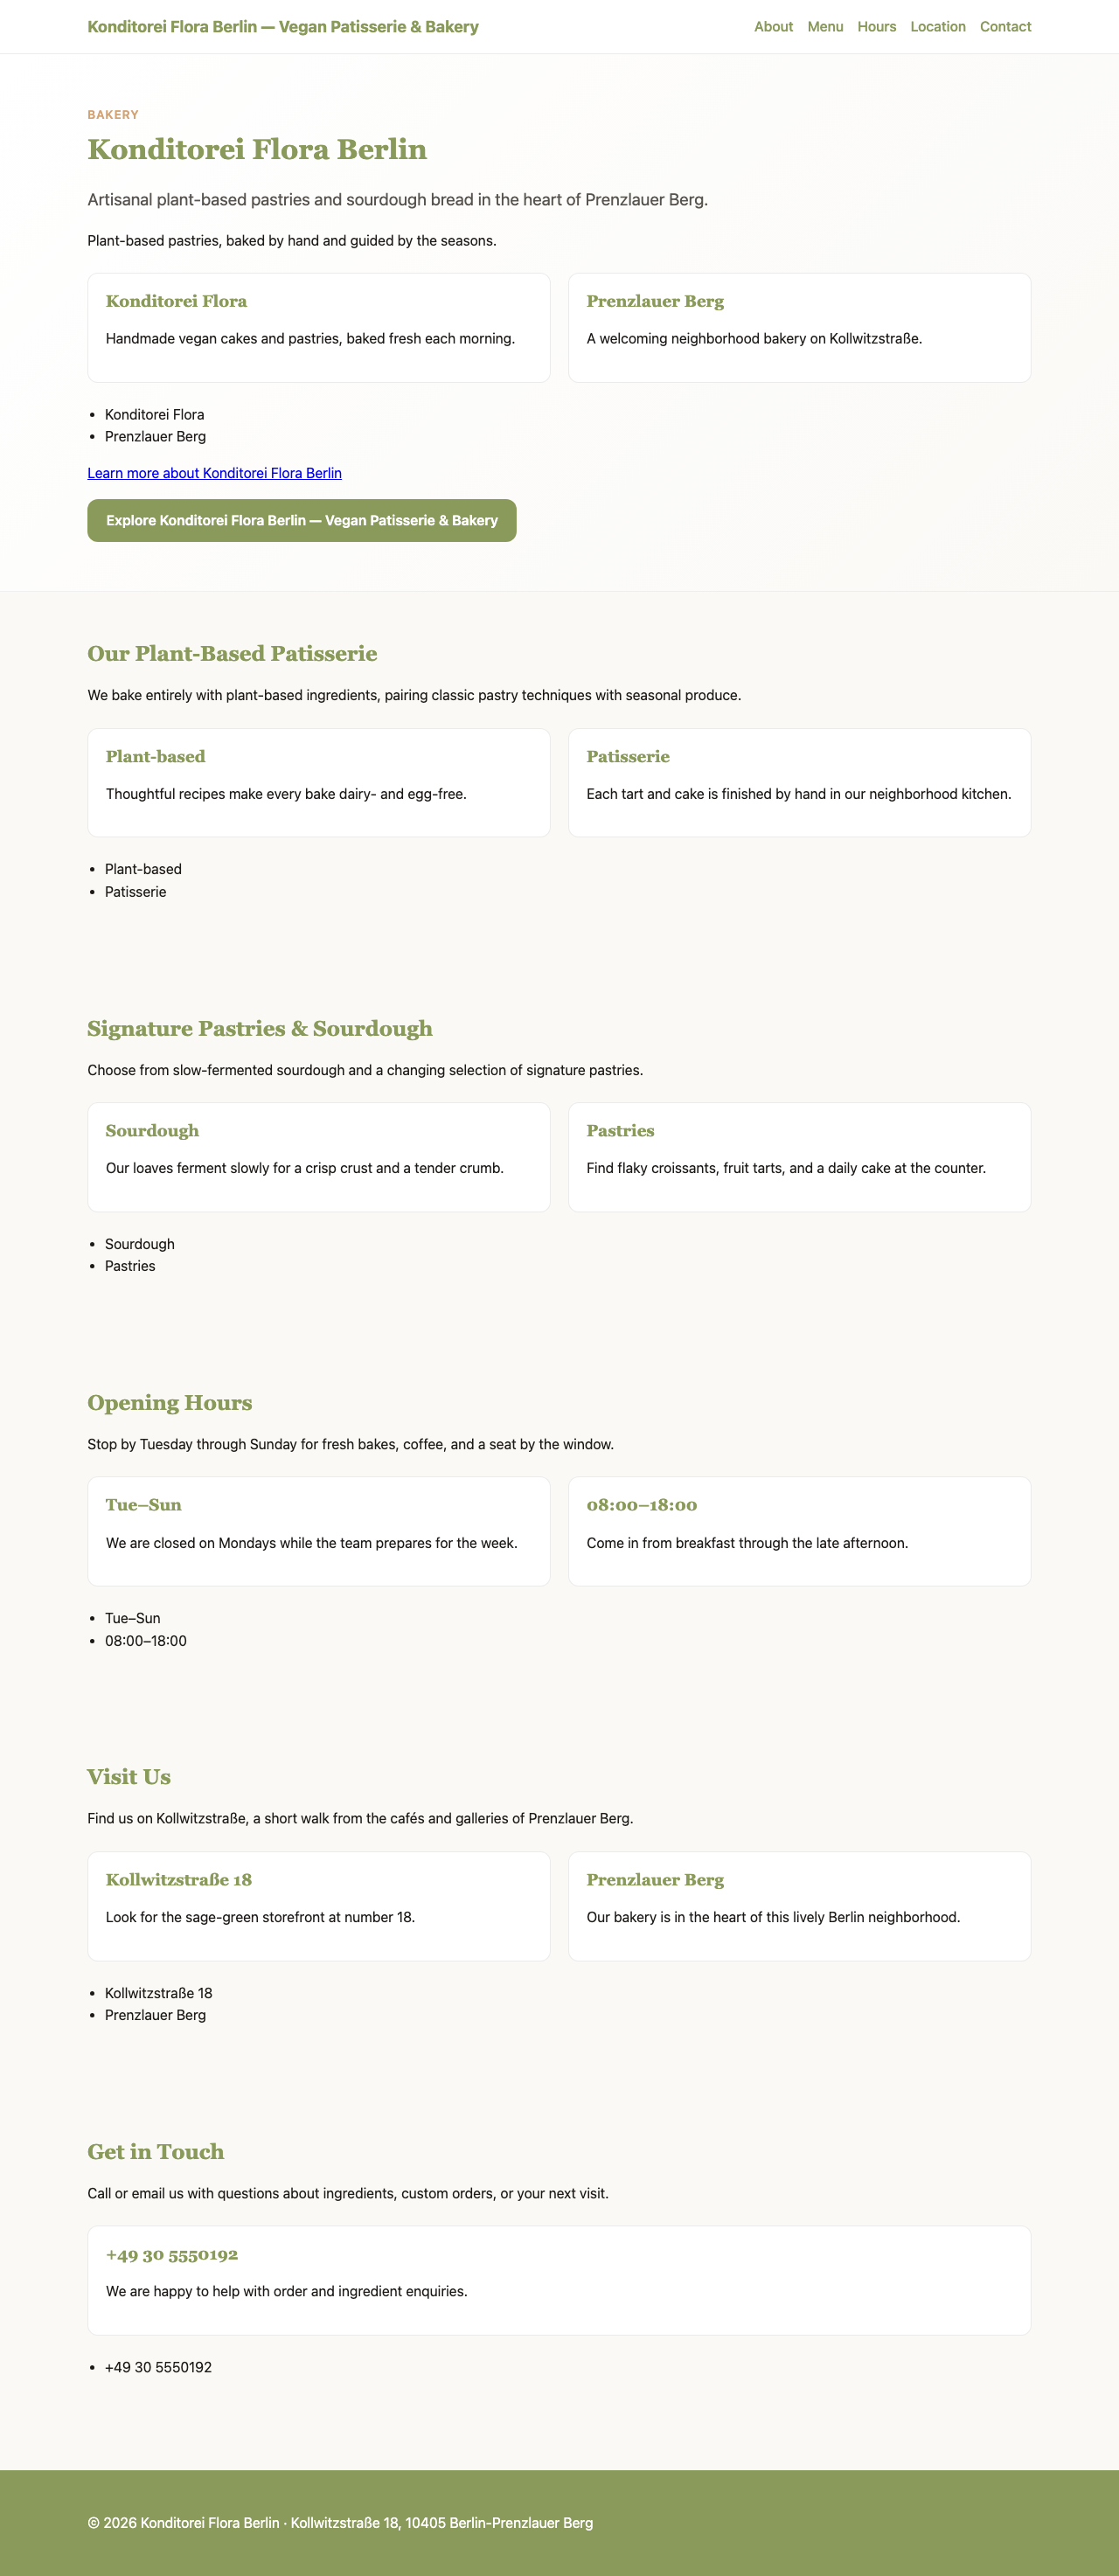 Konditorei Flora Berlin — Vegan Patisserie & Bakery
About Menu Hours Location Contact
BAKERY
Konditorei Flora Berlin
Artisanal plant-based pastries and sourdough bread in the heart of Prenzlauer Berg.
Plant-based pastries, baked by hand and guided by the seasons.
Konditorei Flora
Handmade vegan cakes and pastries, baked fresh each morning.
Prenzlauer Berg
A welcoming neighborhood bakery on Kollwitzstraße.
• Konditorei Flora
• Prenzlauer Berg
Learn more about Konditorei Flora Berlin
Explore Konditorei Flora Berlin — Vegan Patisserie & Bakery
Our Plant-Based Patisserie
We bake entirely with plant-based ingredients, pairing classic pastry techniques with seasonal produce.
Plant-based
Thoughtful recipes make every bake dairy- and egg-free.
Patisserie
Each tart and cake is finished by hand in our neighborhood kitchen.
• Plant-based
• Patisserie
Signature Pastries & Sourdough
Choose from slow-fermented sourdough and a changing selection of signature pastries.
Sourdough
Our loaves ferment slowly for a crisp crust and a tender crumb.
Pastries
Find flaky croissants, fruit tarts, and a daily cake at the counter.
• Sourdough
• Pastries
Opening Hours
Stop by Tuesday through Sunday for fresh bakes, coffee, and a seat by the window.
Tue–Sun
We are closed on Mondays while the team prepares for the week.
08:00–18:00
Come in from breakfast through the late afternoon.
• Tue–Sun
• 08:00–18:00
Visit Us
Find us on Kollwitzstraße, a short walk from the cafés and galleries of Prenzlauer Berg.
Kollwitzstraße 18
Look for the sage-green storefront at number 18.
Prenzlauer Berg
Our bakery is in the heart of this lively Berlin neighborhood.
• Kollwitzstraße 18
• Prenzlauer Berg
Get in Touch
Call or email us with questions about ingredients, custom orders, or your next visit.
+49 30 5550192
We are happy to help with order and ingredient enquiries.
• +49 30 5550192
© 2026 Konditorei Flora Berlin · Kollwitzstraße 18, 10405 Berlin-Prenzlauer Berg